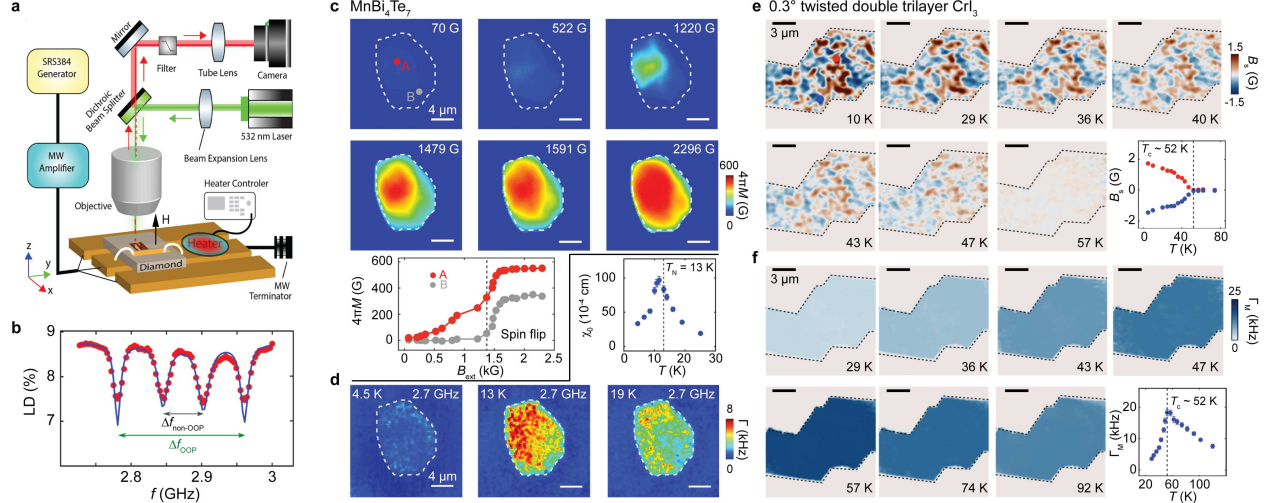 a
Mirror
Filter
Tube Lens
Camera
SRS384
Generator
Dichroic
Beam Splitter
Beam Expansion Lens
532 nm Laser
MW
Amplifier
Objective
H
Heater Controler
Heater
Diamond
MW
Terminator
z
y
x
b
9
8
7
LD (%)
Δf_non-OOP
Δf_OOP
2.8 2.9 3
f (GHz)
c MnBi₄Te₇
70 G
A
B
4 μm
522 G
1220 G
1479 G
1591 G
2296 G
600
0
4πM (G)
600
400
200
0
4πM (G)
A
B
Spin flip
0.0 0.5 1.0 1.5 2.0 2.5
B_ext (kG)
100
80
60
40
20
0
χ₀ (10⁻⁴ cm)
T_N = 13 K
0 5 10 15 20 25
T (K)
d
4.5 K 2.7 GHz
4 μm
13 K 2.7 GHz
19 K 2.7 GHz
8
0
Γ (kHz)
e 0.3° twisted double trilayer CrI₃
3 μm
10 K
29 K
36 K
40 K
1.5
-1.5
B_s (G)
43 K
47 K
57 K
2
0
-2
B_s (G)
T_c ~ 52 K
0 20 40 60 80
T (K)
f
3 μm
29 K
36 K
43 K
47 K
25
0
Γ_M (kHz)
57 K
74 K
92 K
20
10
0
Γ_M (kHz)
T_c ~ 52 K
20 60 100
T (K)